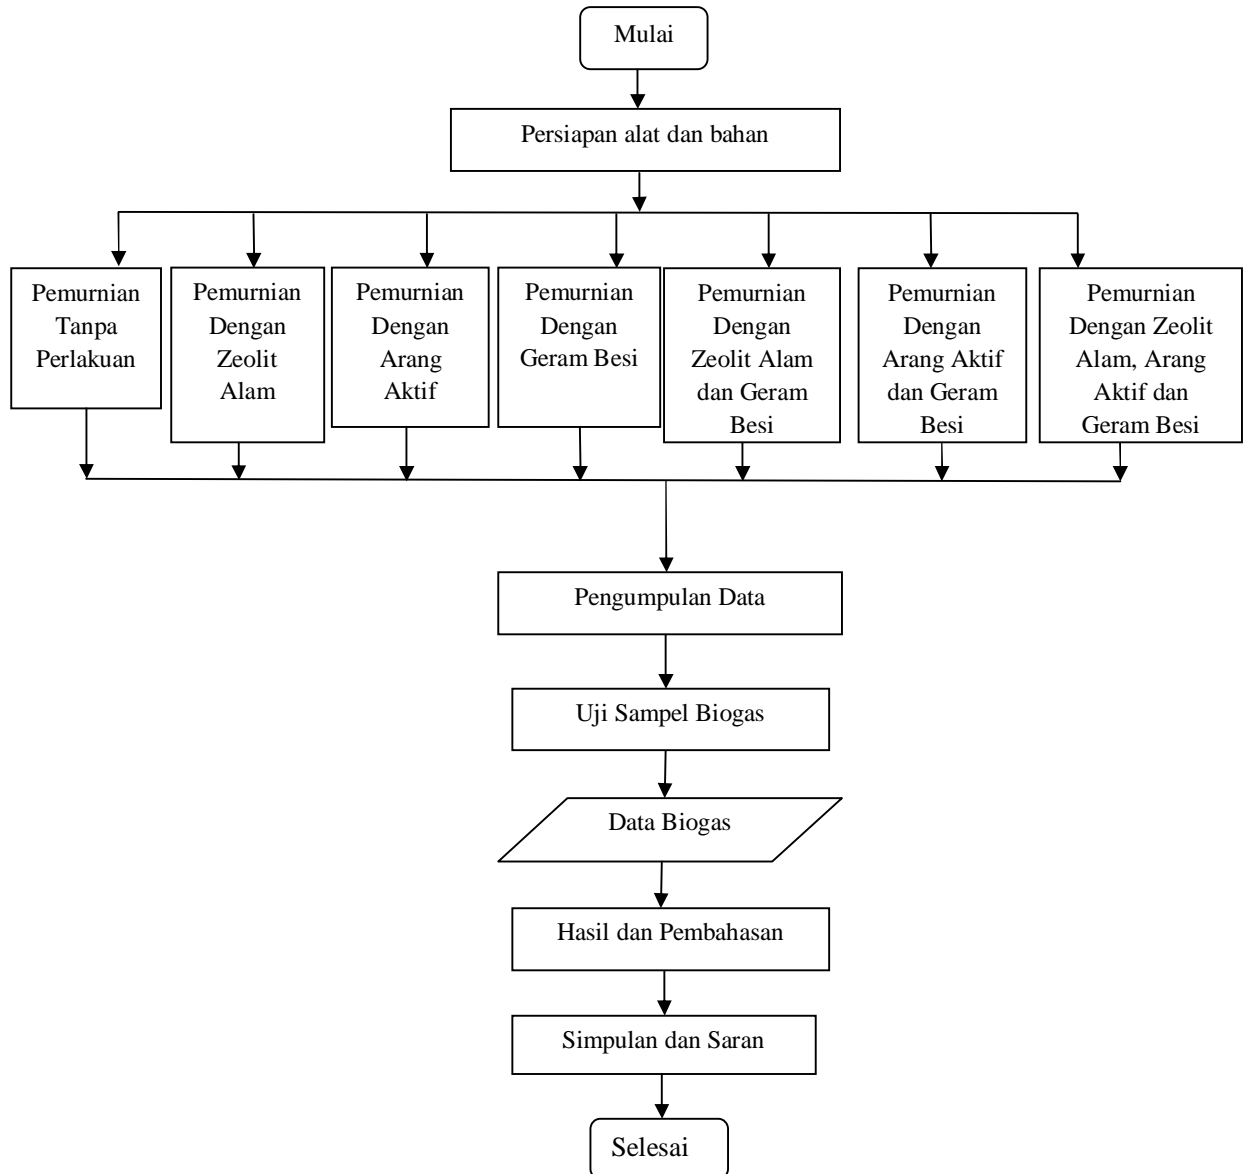 Mulai
Persiapan alat dan bahan
Pemurnian
Tanpa
Perlakuan
Pemurnian
Dengan
Zeolit
Alam
Pemurnian
Dengan
Arang
Aktif
Pemurnian
Dengan
Geram Besi
Pemurnian
Dengan
Zeolit Alam
dan Geram
Besi
Pemurnian
Dengan
Arang Aktif
dan Geram
Besi
Pemurnian
Dengan Zeolit
Alam, Arang
Aktif dan
Geram Besi
Pengumpulan Data
Uji Sampel Biogas
Data Biogas
Hasil dan Pembahasan
Simpulan dan Saran
Selesai